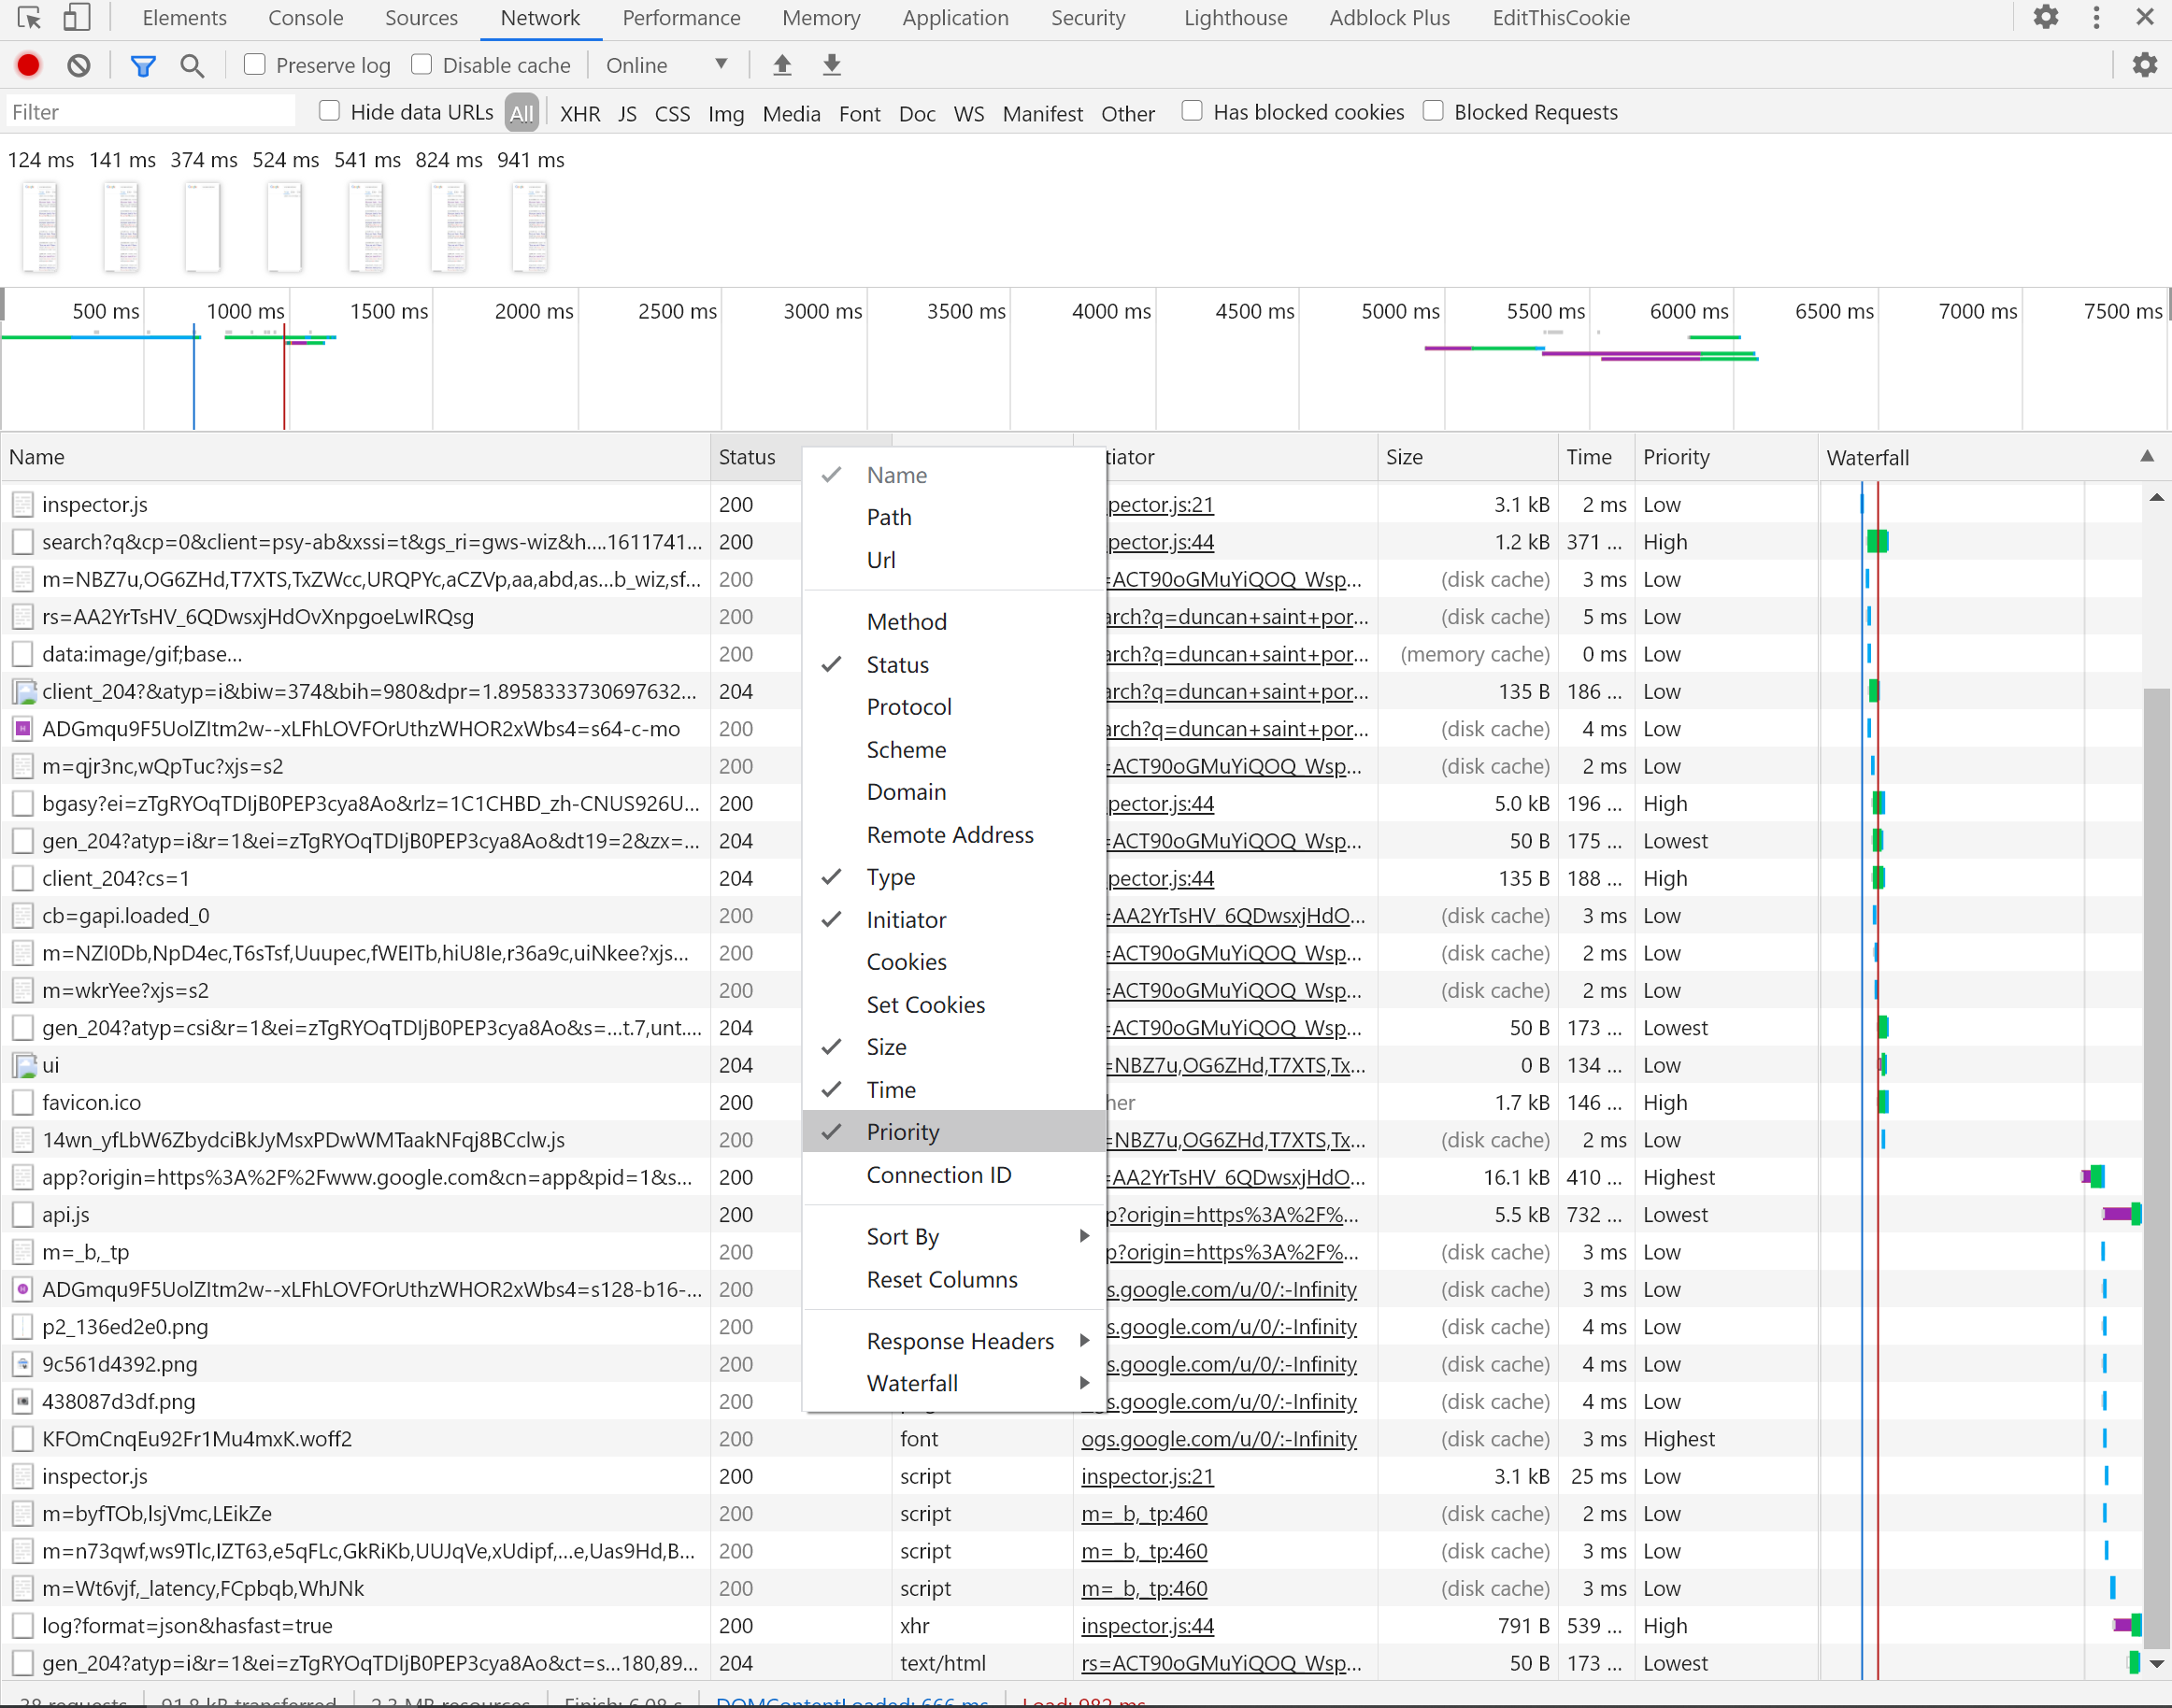 Elements Console Sources Network Performance Memory Application Security Lighthouse Adblock Plus EditThisCookie
Preserve log Disable cache Online
Filter Hide data URLs All XHR JS CSS Img Media Font Doc WS Manifest Other Has blocked cookies Blocked Requests
124 ms 141 ms 374 ms 524 ms 541 ms 824 ms 941 ms
500 ms 1000 ms 1500 ms 2000 ms 2500 ms 3000 ms 3500 ms 4000 ms 4500 ms 5000 ms 5500 ms 6000 ms 6500 ms 7000 ms 7500 ms
Name Status tiator Size Time Priority Waterfall
inspector.js 200 pector.js:21 3.1 kB 2 ms Low
search?q&cp=0&client=psy-ab&xssi=t&gs_ri=gws-wiz&h....1611741... 200 pector.js:44 1.2 kB 371 ... High
m=NBZ7u,OG6ZHd,T7XTS,TxZWcc,URQPYc,aCZVp,aa,abd,as...b_wiz,sf... 200 =ACT90oGMuYiQOQ_Wsp... (disk cache) 3 ms Low
rs=AA2YrTsHV_6QDwsxjHdOvXnpgoeLwIRQsg 200 arch?q=duncan+saint+por... (disk cache) 5 ms Low
data:image/gif;base... 200 arch?q=duncan+saint+por... (memory cache) 0 ms Low
client_204?&atyp=i&biw=374&bih=980&dpr=1.8958333730697632... 204 arch?q=duncan+saint+por... 135 B 186 ... Low
ADGmqu9F5UolZItm2w--xLFhLOVFOrUthzWHOR2xWbs4=s64-c-mo 200 arch?q=duncan+saint+por... (disk cache) 4 ms Low
m=qjr3nc,wQpTuc?xjs=s2 200 =ACT90oGMuYiQOQ_Wsp... (disk cache) 2 ms Low
bgasy?ei=zTgRYOqTDIjB0PEP3cya8Ao&rlz=1C1CHBD_zh-CNUS926U... 200 pector.js:44 5.0 kB 196 ... High
gen_204?atyp=i&r=1&ei=zTgRYOqTDIjB0PEP3cya8Ao&dt19=2&zx=... 204 =ACT90oGMuYiQOQ_Wsp... 50 B 175 ... Lowest
client_204?cs=1 204 pector.js:44 135 B 188 ... High
cb=gapi.loaded_0 200 =AA2YrTsHV_6QDwsxjHdO... (disk cache) 3 ms Low
m=NZI0Db,NpD4ec,T6sTsf,Uuupec,fWEITb,hiU8Ie,r36a9c,uiNkee?xjs... 200 =ACT90oGMuYiQOQ_Wsp... (disk cache) 2 ms Low
m=wkrYee?xjs=s2 200 =ACT90oGMuYiQOQ_Wsp... (disk cache) 2 ms Low
gen_204?atyp=csi&r=1&ei=zTgRYOqTDIjB0PEP3cya8Ao&s=...t.7,unt.... 204 =ACT90oGMuYiQOQ_Wsp... 50 B 173 ... Lowest
ui 204 =NBZ7u,OG6ZHd,T7XTS,Tx... 0 B 134 ... Low
favicon.ico 200 her 1.7 kB 146 ... High
14wn_yfLbW6ZbydciBkJyMsxPDwWMTaakNFqj8BCclw.js 200 =NBZ7u,OG6ZHd,T7XTS,Tx... (disk cache) 2 ms Low
app?origin=https%3A%2F%2Fwww.google.com&cn=app&pid=1&s... 200 =AA2YrTsHV_6QDwsxjHdO... 16.1 kB 410 ... Highest
api.js 200 p?origin=https%3A%2F%... 5.5 kB 732 ... Lowest
m=_b,_tp 200 p?origin=https%3A%2F%... (disk cache) 3 ms Low
ADGmqu9F5UolZItm2w--xLFhLOVFOrUthzWHOR2xWbs4=s128-b16-... 200 s.google.com/u/0/:-Infinity (disk cache) 3 ms Low
p2_136ed2e0.png 200 s.google.com/u/0/:-Infinity (disk cache) 4 ms Low
9c561d4392.png 200 s.google.com/u/0/:-Infinity (disk cache) 4 ms Low
438087d3df.png 200 s.google.com/u/0/:-Infinity (disk cache) 4 ms Low
KFOmCnqEu92Fr1Mu4mxK.woff2 200 font ogs.google.com/u/0/:-Infinity (disk cache) 3 ms Highest
inspector.js 200 script inspector.js:21 3.1 kB 25 ms Low
m=byfTOb,lsjVmc,LEikZe 200 script m=_b,_tp:460 (disk cache) 2 ms Low
m=n73qwf,ws9Tlc,IZT63,e5qFLc,GkRiKb,UUJqVe,xUdipf,...e,Uas9Hd,B... 200 script m=_b,_tp:460 (disk cache) 3 ms Low
m=Wt6vjf,_latency,FCpbqb,WhJNk 200 script m=_b,_tp:460 (disk cache) 3 ms Low
log?format=json&hasfast=true 200 xhr inspector.js:44 791 B 539 ... High
gen_204?atyp=i&r=1&ei=zTgRYOqTDIjB0PEP3cya8Ao&ct=s...180,89... 204 text/html rs=ACT90oGMuYiQOQ_Wsp... 50 B 173 ... Lowest
38 requests 91.8 kB transferred 2.3 MB resources Finish: 6.08 s DOMContentLoaded: 666 ms Load: 982 ms
Name
Path
Url
Method
Status
Protocol
Scheme
Domain
Remote Address
Type
Initiator
Cookies
Set Cookies
Size
Time
Priority
Connection ID
Sort By
Reset Columns
Response Headers
Waterfall